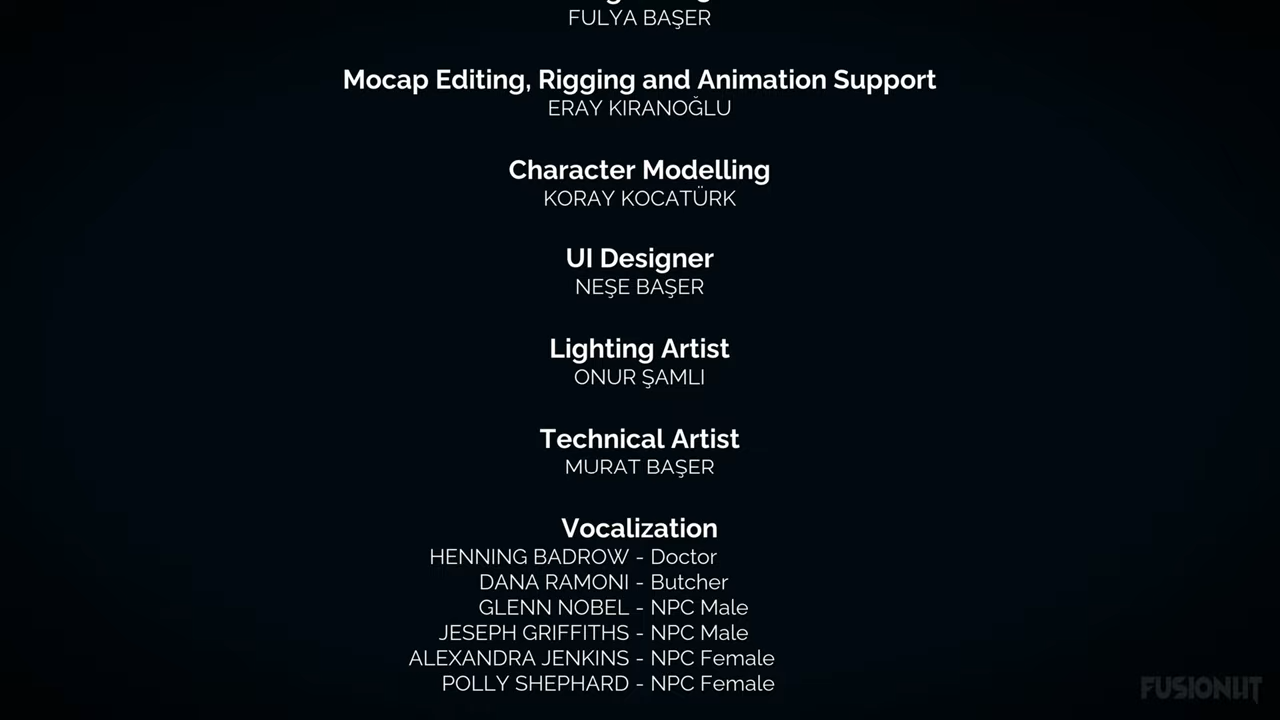 FULYA BAŞER
Mocap Editing, Rigging and Animation Support
ERAY KIRANOĞLU
Character Modelling
KORAY KOCATÜRK
UI Designer
NEŞE BAŞER
Lighting Artist
ONUR ŞAMLI
Technical Artist
MURAT BAŞER
Vocalization
HENNING BADROW - Doctor
DANA RAMONI - Butcher
GLENN NOBEL - NPC Male
JESEPH GRIFFITHS - NPC Male
ALEXANDRA JENKINS - NPC Female
POLLY SHEPHARD - NPC Female
FUSIONUT